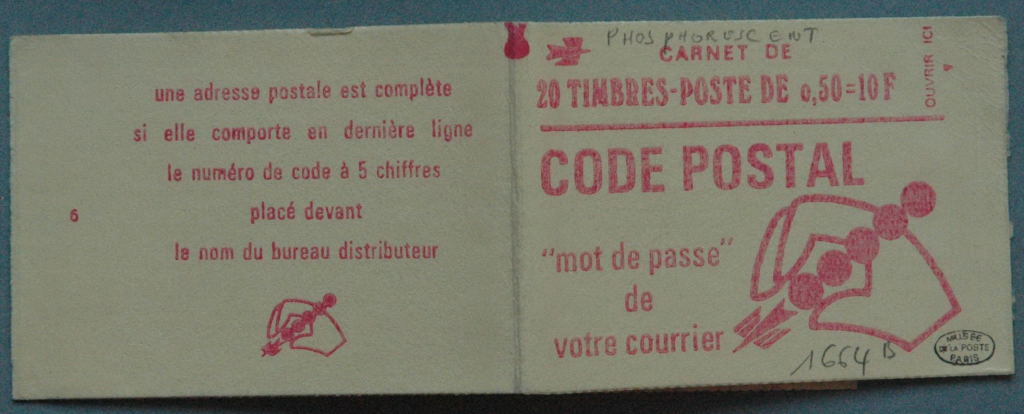 une adresse postale est complète
si elle comporte en dernière ligne
le numéro de code à 5 chiffres
placé devant
le nom du bureau distributeur
6
PHOSPHORESCENT
CARNET DE
20 TIMBRES-POSTE DE 0,50=10F
OUVRIR ICI
CODE POSTAL
"mot de passe"
de
votre courrier
1664 B
MUSÉE
DE LA POSTE
PARIS